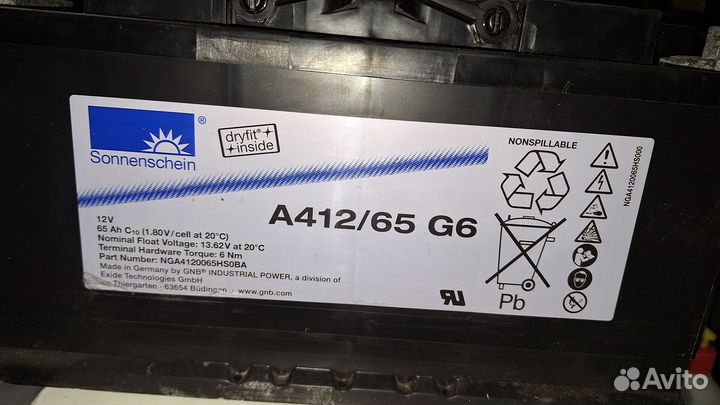 Sonnenschein ®
dryfit
inside
NONSPILLABLE
NGA4120065HS000
A412/65 G6
12V
65 Ah C10 (1.80V/cell at 20°C)
Nominal Float Voltage: 13.62V at 20°C
Terminal Hardware Torque: 6 Nm
Part Number: NGA4120065HS0BA
Made in Germany by GNB® INDUSTRIAL POWER, a division of
Exide Technologies GmbH
Thiergarten - 63654 Büdingen - www.gnb.com
Pb
Avito